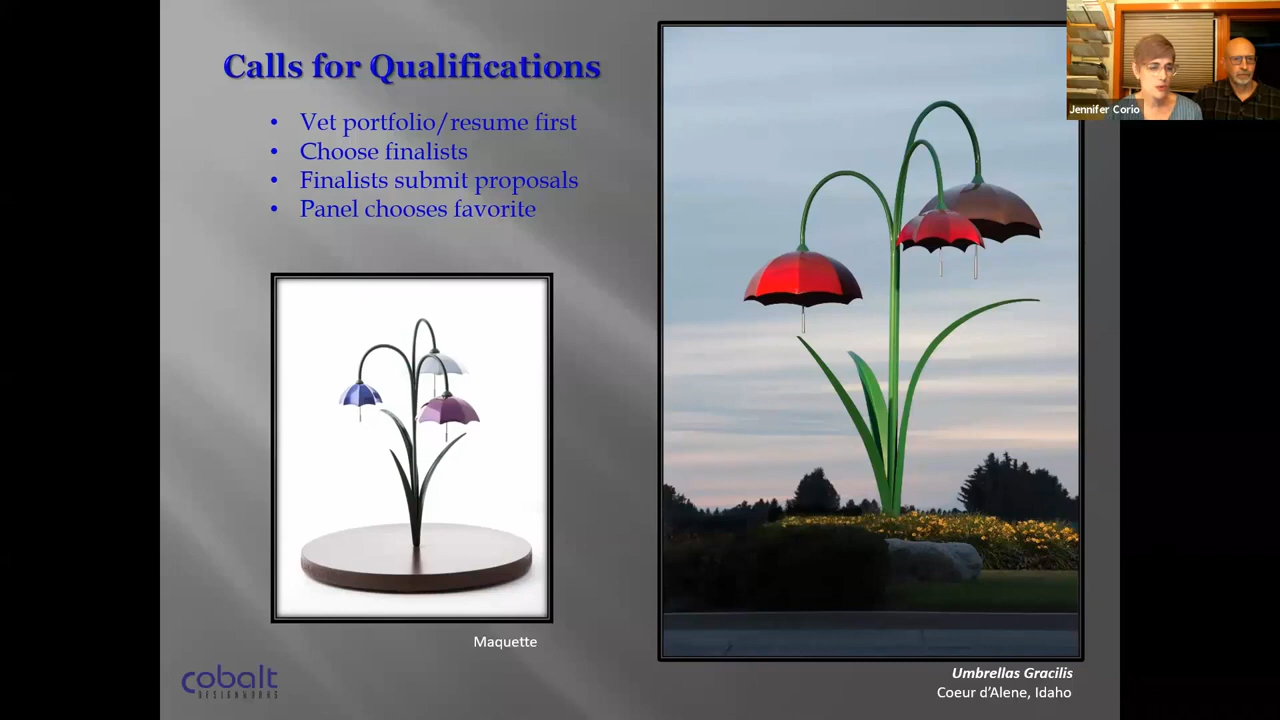 Calls for Qualifications
• Vet portfolio/resume first
• Choose finalists
• Finalists submit proposals
• Panel chooses favorite
Jennifer Corio
Maquette
cobalt
DESIGNWORKS
Umbrellas Gracilis
Coeur d'Alene, Idaho